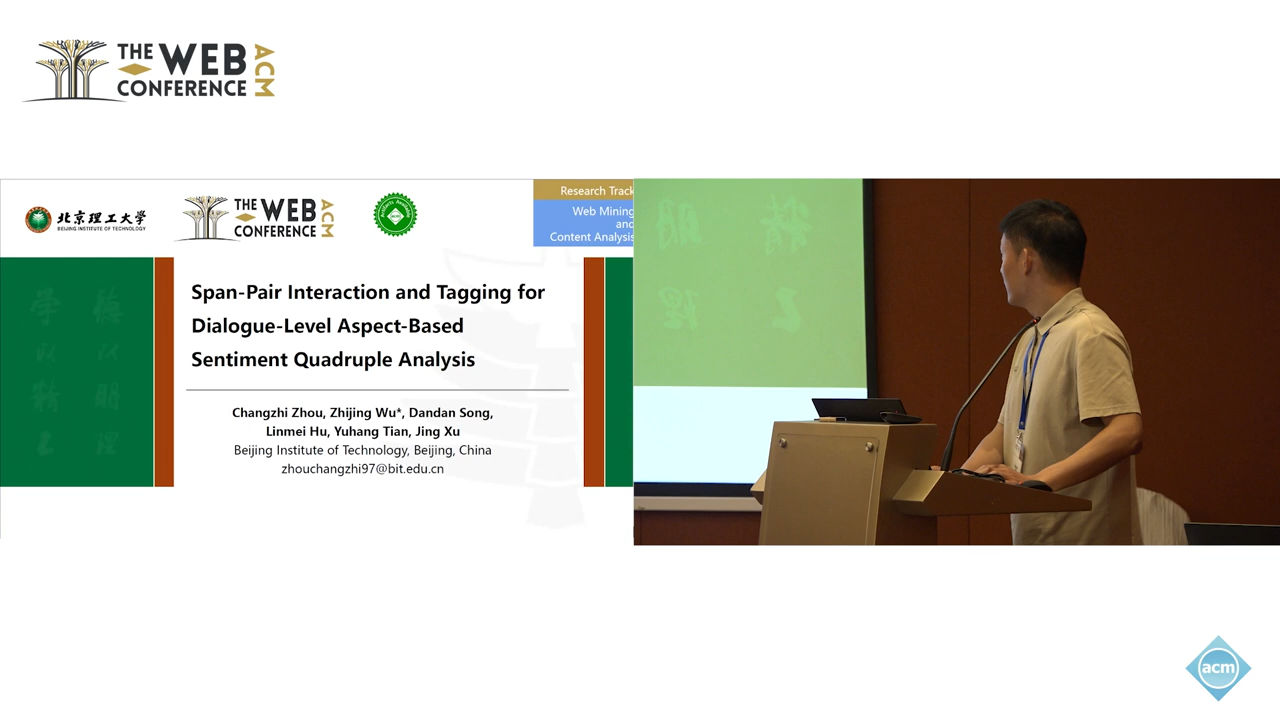 THE WEB CONFERENCE ACM
北京理工大学
BEIJING INSTITUTE OF TECHNOLOGY
THE WEB CONFERENCE ACM
Research Track
Web Mining
and
Content Analysis
Span-Pair Interaction and Tagging for
Dialogue-Level Aspect-Based
Sentiment Quadruple Analysis
Changzhi Zhou, Zhijing Wu*, Dandan Song,
Linmei Hu, Yuhang Tian, Jing Xu
Beijing Institute of Technology, Beijing, China
zhouchangzhi97@bit.edu.cn
acm